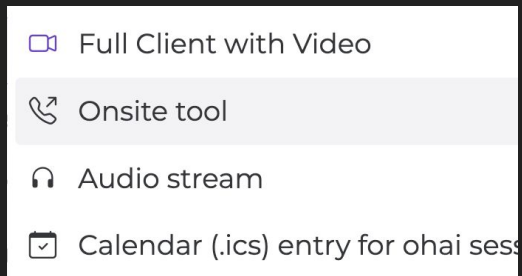 Full Client with Video
Onsite tool
Audio stream
Calendar (.ics) entry for ohai